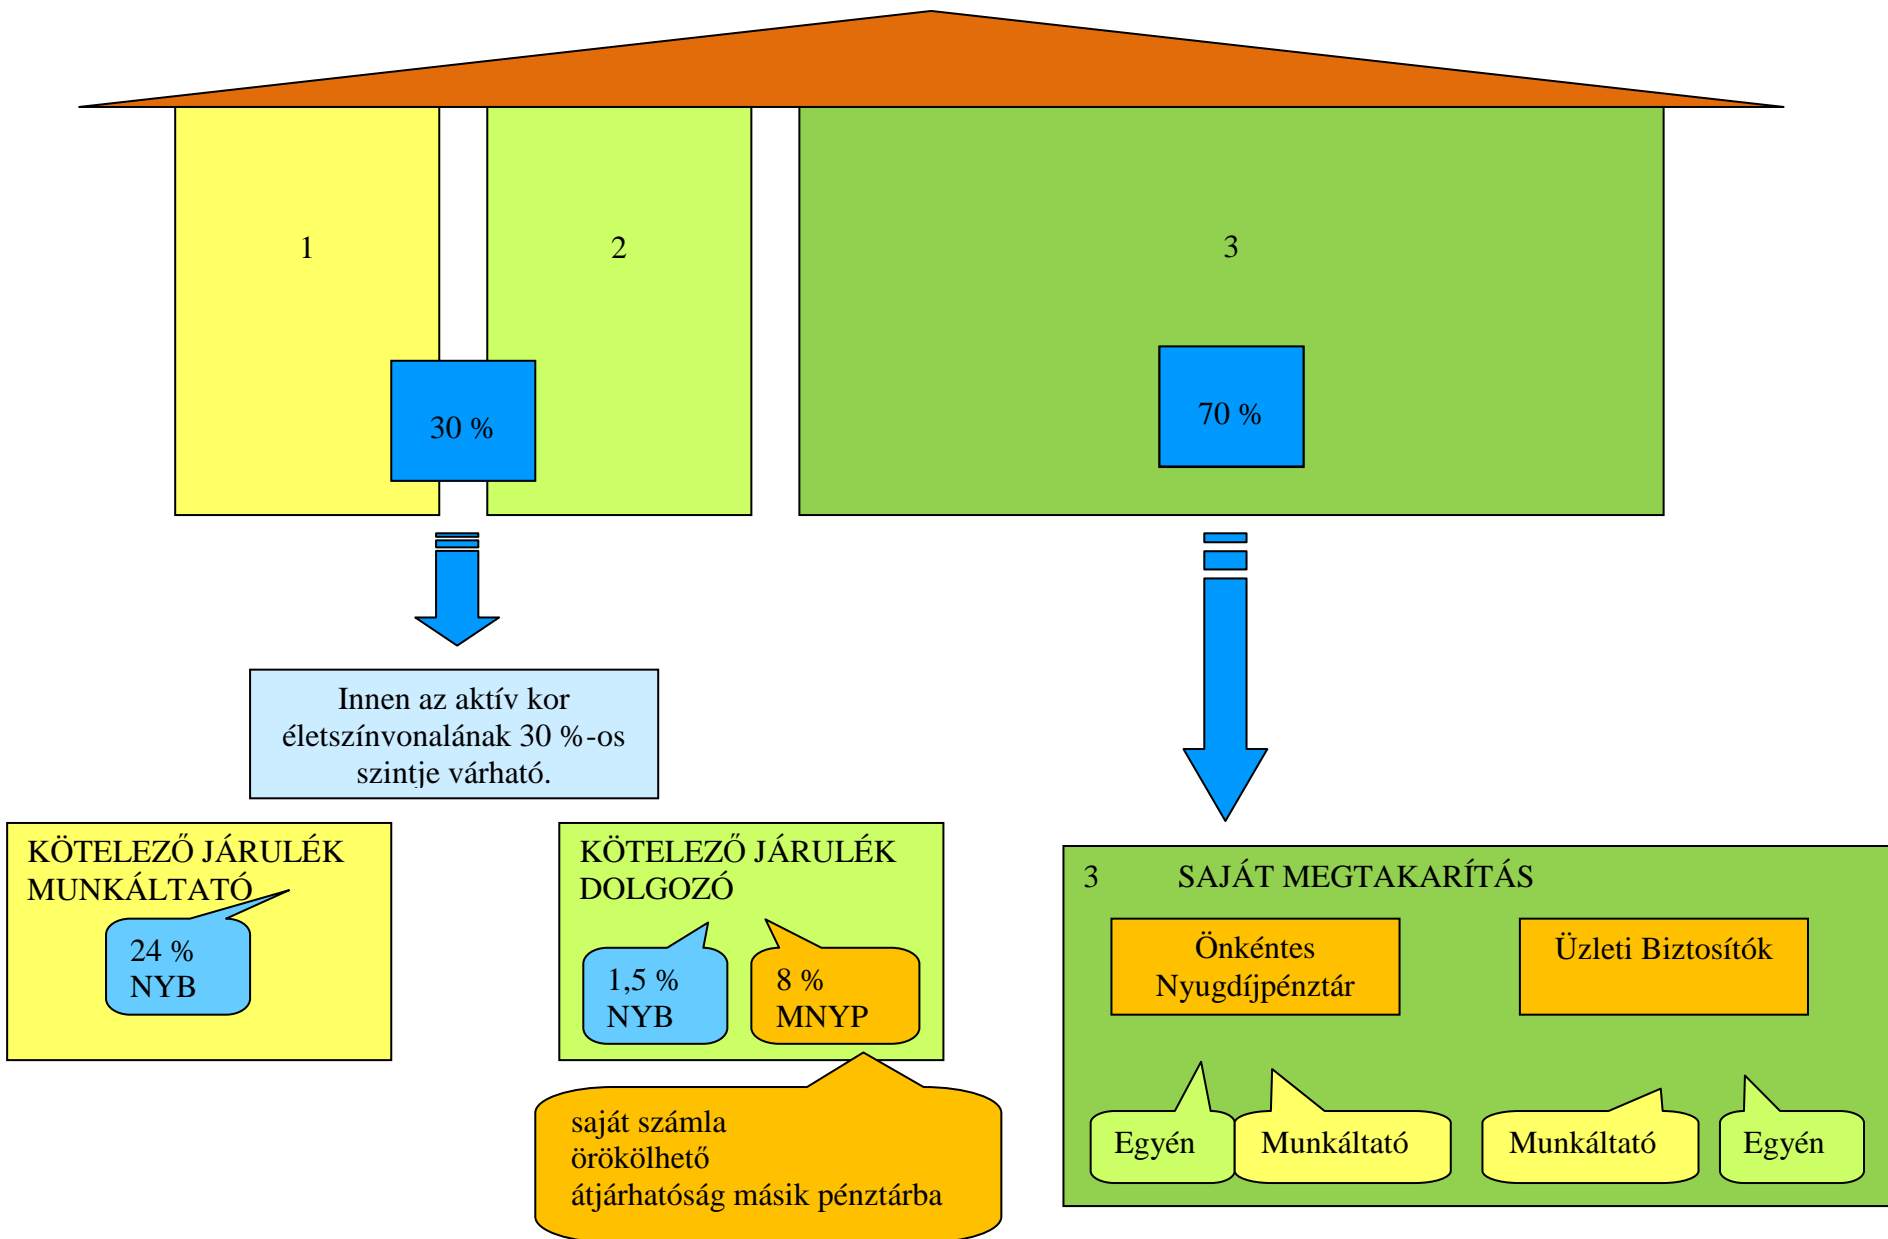 1
2
3
30 %
70 %
Innen az aktív kor
életszínvonalának 30 %-os
szintje várható.
KÖTELEZŐ JÁRULÉK
MUNKÁLTATÓ
24 %
NYB
KÖTELEZŐ JÁRULÉK
DOLGOZÓ
1,5 %
NYB
8 %
MNYP
saját számla
örökölhető
átjárhatóság másik pénztárba
3 SAJÁT MEGTAKARÍTÁS
Önkéntes
Nyugdíjpénztár
Üzleti Biztosítók
Egyén
Munkáltató
Munkáltató
Egyén